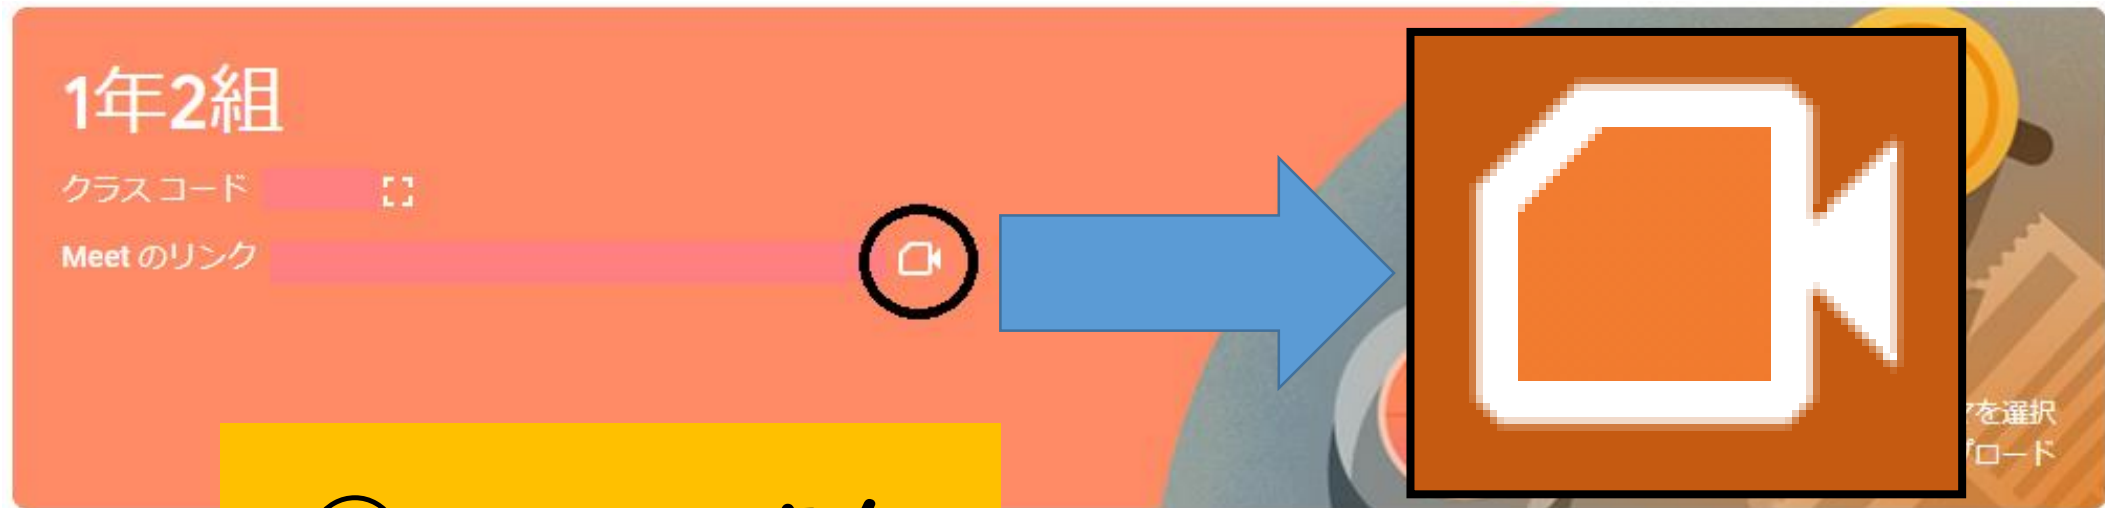 1年2組
クラス コード
Meet のリンク
を選択
ロード